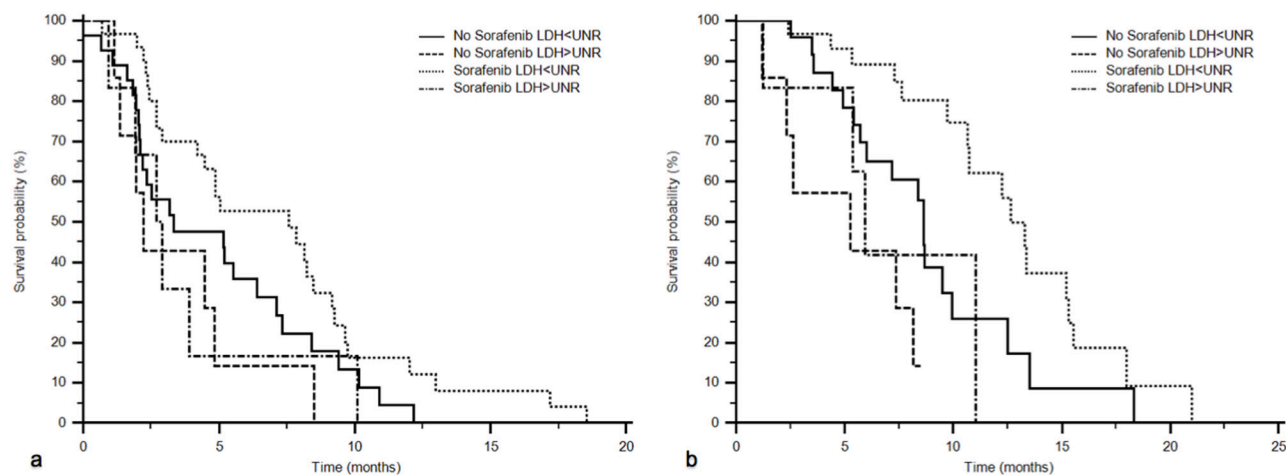 No Sorafenib LDH<UNR
No Sorafenib LDH>UNR
Sorafenib LDH<UNR
Sorafenib LDH>UNR
Survival probability (%)
100
90
80
70
60
50
40
30
20
10
0
0 5 10 15 20
Time (months)
a
No Sorafenib LDH<UNR
No Sorafenib LDH>UNR
Sorafenib LDH<UNR
Sorafenib LDH>UNR
Survival probability (%)
100
90
80
70
60
50
40
30
20
10
0
0 5 10 15 20 25
Time (months)
b